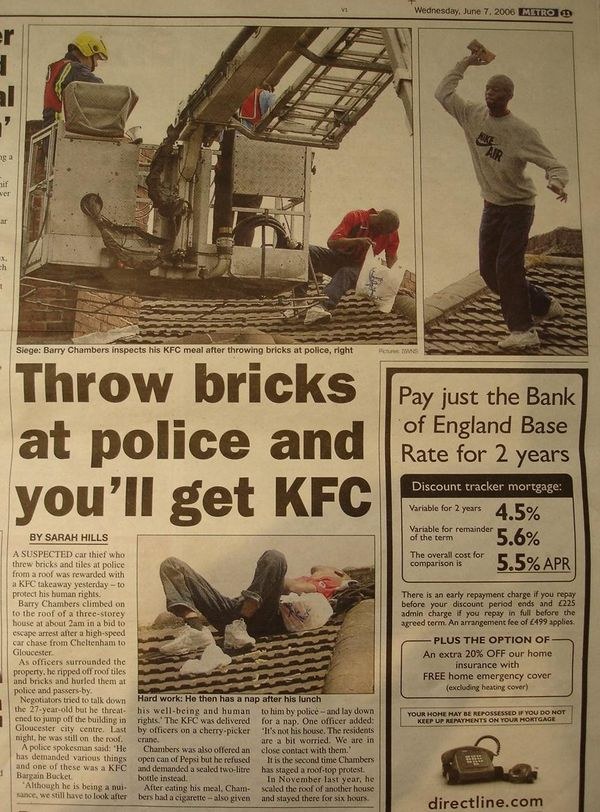 V1
Wednesday, June 7, 2006 METRO 11
NIKE
AIR
Siege: Barry Chambers inspects his KFC meal after throwing bricks at police, right
Pictures: SWNS
Throw bricks
at police and
you'll get KFC
BY SARAH HILLS
A SUSPECTED car thief who
threw bricks and tiles at police
from a roof was rewarded with
a KFC takeaway yesterday – to
protect his human rights.
Barry Chambers climbed on
to the roof of a three-storey
house at about 2am in a bid to
escape arrest after a high-speed
car chase from Cheltenham to
Gloucester.
As officers surrounded the
property, he ripped off roof tiles
and bricks and hurled them at
police and passers-by.
Negotiators tried to talk down
the 27-year-old but he threat-
ened to jump off the building in
Gloucester city centre. Last
night, he was still on the roof.
A police spokesman said: 'He
has demanded various things
and one of these was a KFC
Bargain Bucket.
'Although he is being a nui-
sance, we still have to look after
Hard work: He then has a nap after his lunch
his well-being and human
rights.' The KFC was delivered
by officers on a cherry-picker
crane.
Chambers was also offered an
open can of Pepsi but he refused
and demanded a sealed two-litre
bottle instead.
After eating his meal, Cham-
bers had a cigarette – also given
to him by police – and lay down
for a nap. One officer added:
'It's not his house. The residents
are a bit worried. We are in
close contact with them.'
It is the second time Chambers
has staged a roof-top protest.
In November last year, he
scaled the roof of another house
and stayed there for six hours.
Pay just the Bank
of England Base
Rate for 2 years
Discount tracker mortgage:
Variable for 2 years 4.5%
Variable for remainder
of the term 5.6%
The overall cost for
comparison is 5.5% APR
There is an early repayment charge if you repay
before your discount period ends and £225
admin charge if you repay in full before the
agreed term. An arrangement fee of £499 applies.
PLUS THE OPTION OF
An extra 20% OFF our home
insurance with
FREE home emergency cover
(excluding heating cover)
YOUR HOME MAY BE REPOSSESSED IF YOU DO NOT
KEEP UP REPAYMENTS ON YOUR MORTGAGE
directline.com